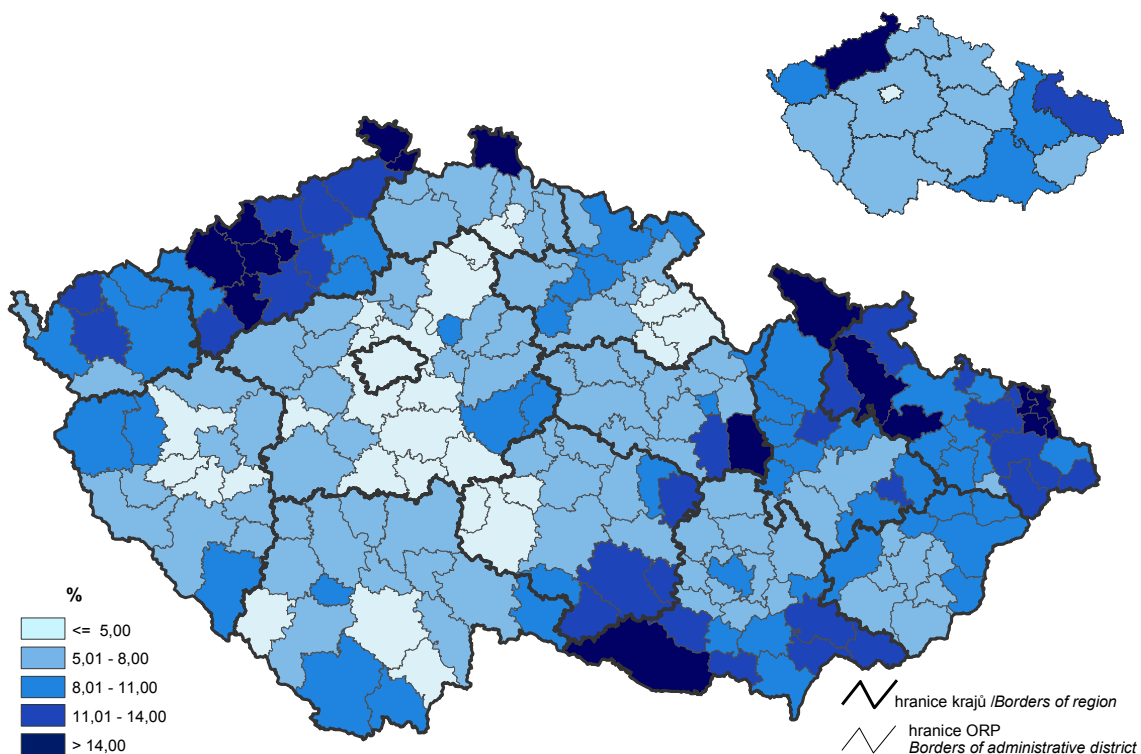 %
<= 5,00
5,01 - 8,00
8,01 - 11,00
11,01 - 14,00
> 14,00
hranice krajů /Borders of region
hranice ORP
Borders of administrative district